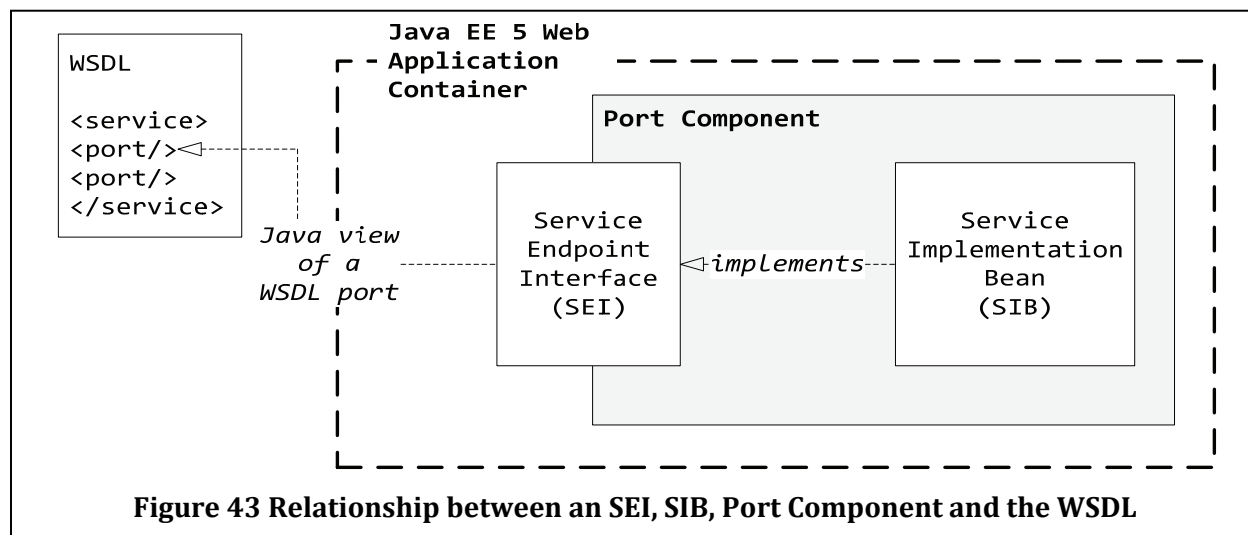 WSDL
<service>
<port/>
<port/>
</service>
Java view
of a
WSDL port
Java EE 5 Web
Application
Container
Port Component
Service
Endpoint
Interface
(SEI)
implements
Service
Implementation
Bean
(SIB)
Figure 43 Relationship between an SEI, SIB, Port Component and the WSDL